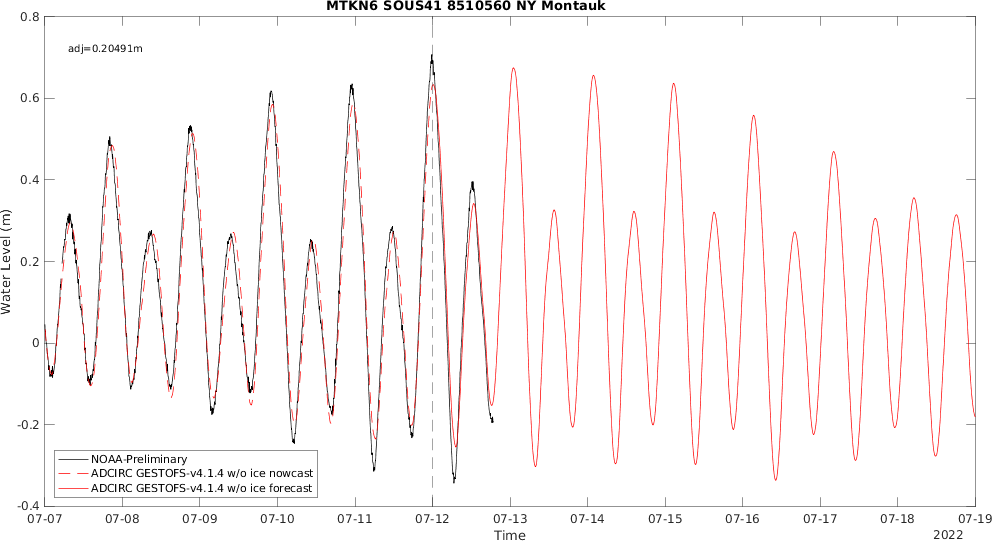 MTKN6 SOUS41 8510560 NY Montauk
adj=0.20491m
Water Level (m)
0.8
0.6
0.4
0.2
0
-0.2
-0.4
NOAA-Preliminary
ADCIRC GESTOFS-v4.1.4 w/o ice nowcast
ADCIRC GESTOFS-v4.1.4 w/o ice forecast
07-07 07-08 07-09 07-10 07-11 07-12 07-13 07-14 07-15 07-16 07-17 07-18 07-19
Time
2022